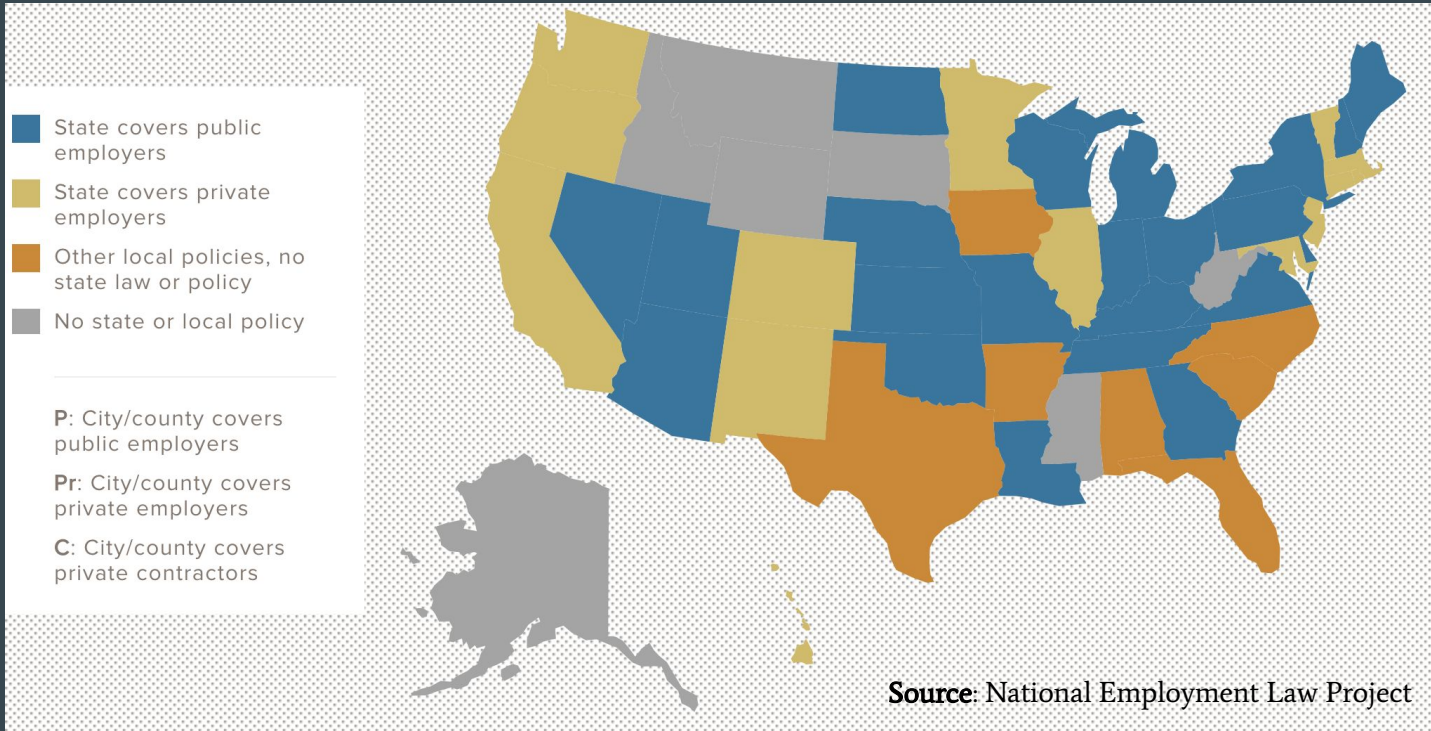 State covers public
employers
State covers private
employers
Other local policies, no
state law or policy
No state or local policy
P: City/county covers
public employers
Pr: City/county covers
private employers
C: City/county covers
private contractors
Source: National Employment Law Project